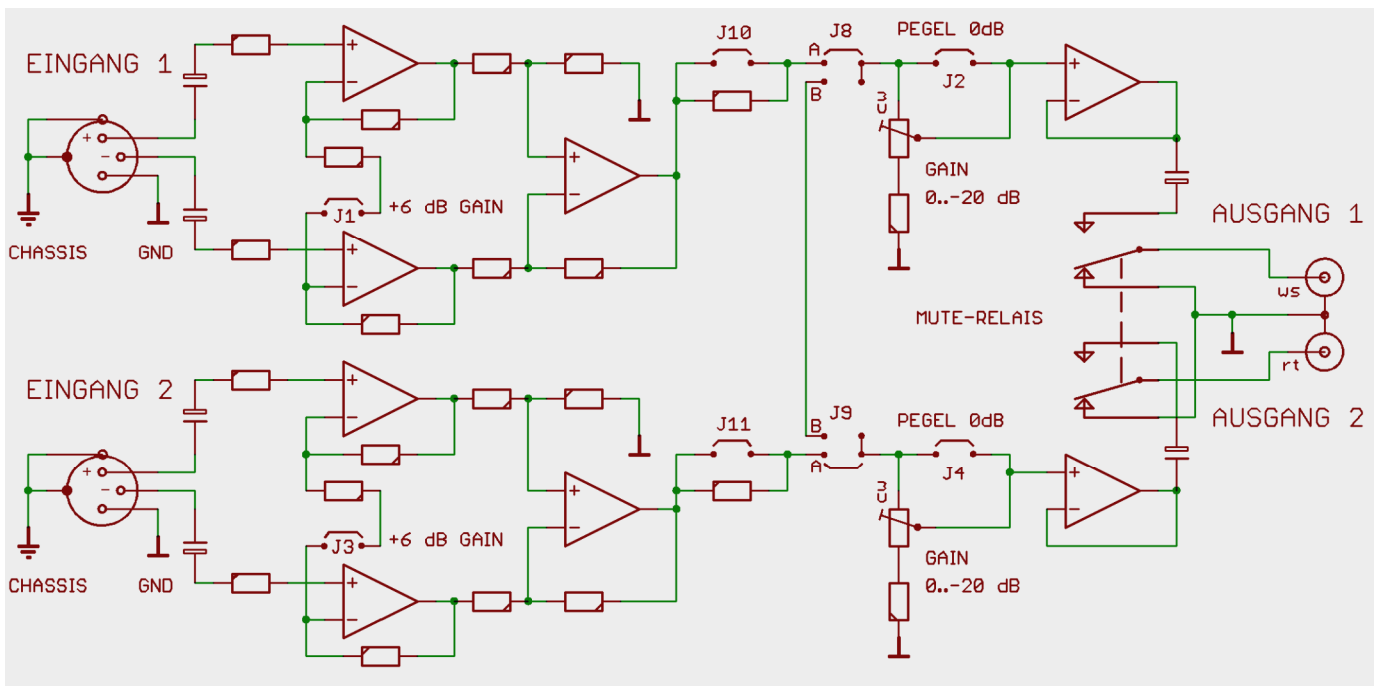 EINGANG 1
+
-
CHASSIS
GND
+
-
J1
+6 dB GAIN
+
-
+
-
J10
A
B
J8
PEGEL 0dB
J2
3U
GAIN
0..-20 dB
+
-
AUSGANG 1
ws
MUTE-RELAIS
rt
AUSGANG 2
EINGANG 2
+
-
CHASSIS
GND
+
-
J3
+6 dB GAIN
+
-
+
-
J11
B
A
J9
PEGEL 0dB
J4
3U
GAIN
0..-20 dB
+
-